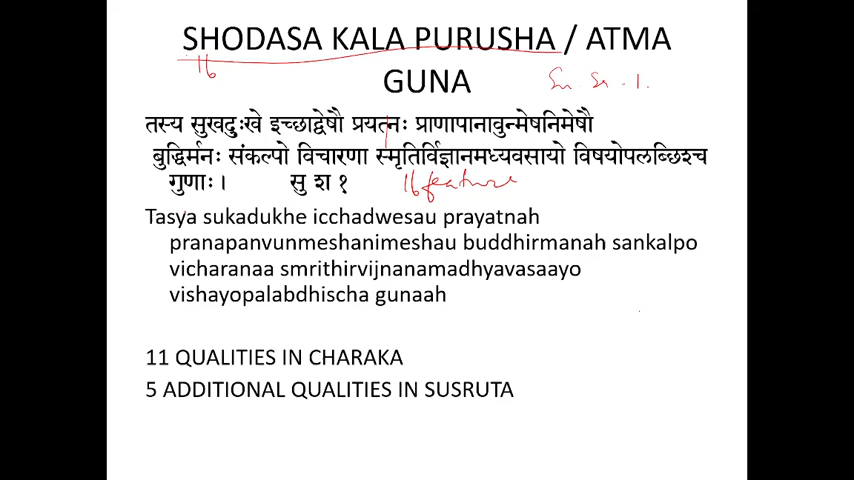 SHODASA KALA PURUSHA / ATMA
16
GUNA
Su Sa - 1.
तस्य सुखदुःखे इच्छाद्वेषौ प्रयत्नः प्राणापानावुन्मेषनिमेषौ
बुद्धिर्मनः संकल्पो विचारणा स्मृतिर्विज्ञानमध्यवसायो विषयोपलब्धिश्च
गुणाः । सु श १ 16 feature
Tasya sukadukhe icchadwesau prayatnah
pranapanvunmeshanimeshau buddhirmanah sankalpo
vicharanaa smrithirvijnanamadhyavasaayo
vishayopalabdhischa gunaah
11 QUALITIES IN CHARAKA
5 ADDITIONAL QUALITIES IN SUSRUTA